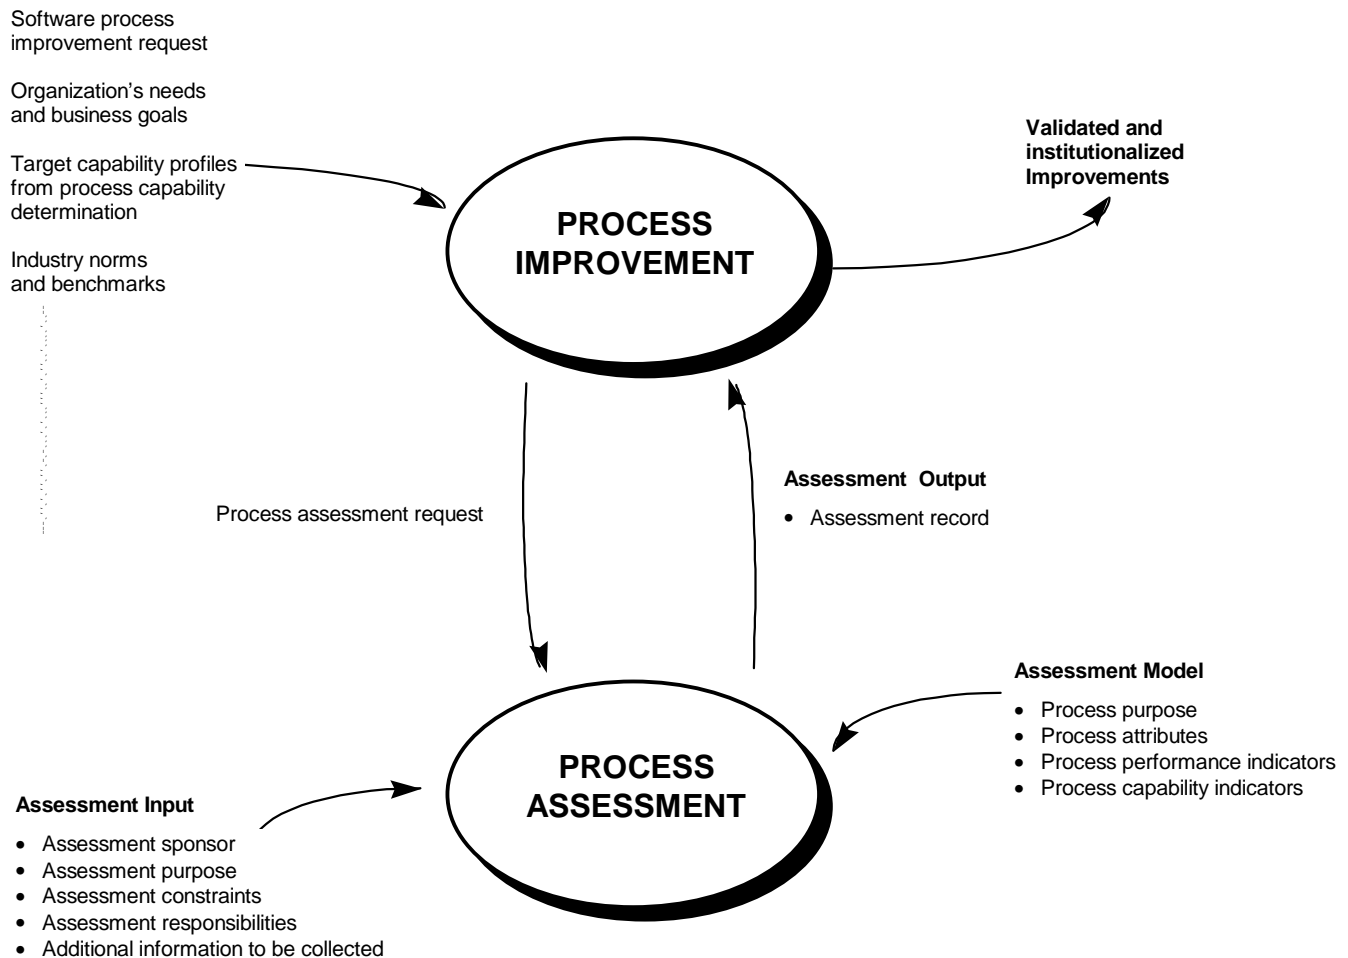 Software process
improvement request
Organization’s needs
and business goals
Target capability profiles
from process capability
determination
Industry norms
and benchmarks
PROCESS
IMPROVEMENT
Validated and
institutionalized
Improvements
Process assessment request
Assessment Output
• Assessment record
PROCESS
ASSESSMENT
Assessment Model
• Process purpose
• Process attributes
• Process performance indicators
• Process capability indicators
Assessment Input
• Assessment sponsor
• Assessment purpose
• Assessment constraints
• Assessment responsibilities
• Additional information to be collected